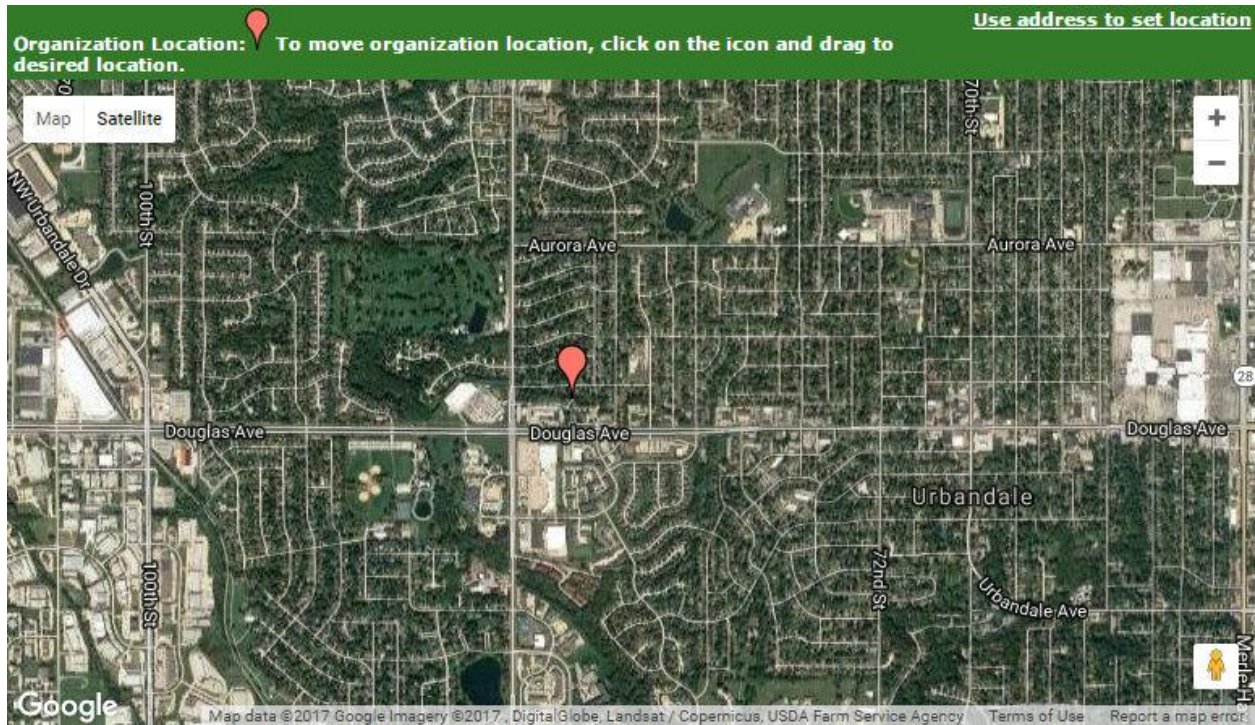 Use address to set location
Organization Location: To move organization location, click on the icon and drag to
desired location.
Map Satellite
70th St
+
−
NW Urbandale Dr
100th St
Aurora Ave
Aurora Ave
28
Douglas Ave
Douglas Ave
Douglas Ave
Urbandale
100th St
72nd St
Urbandale Ave
Merle Ha
Google
Map data ©2017 Google Imagery ©2017 , DigitalGlobe, Landsat / Copernicus, USDA Farm Service Agency Terms of Use Report a map error